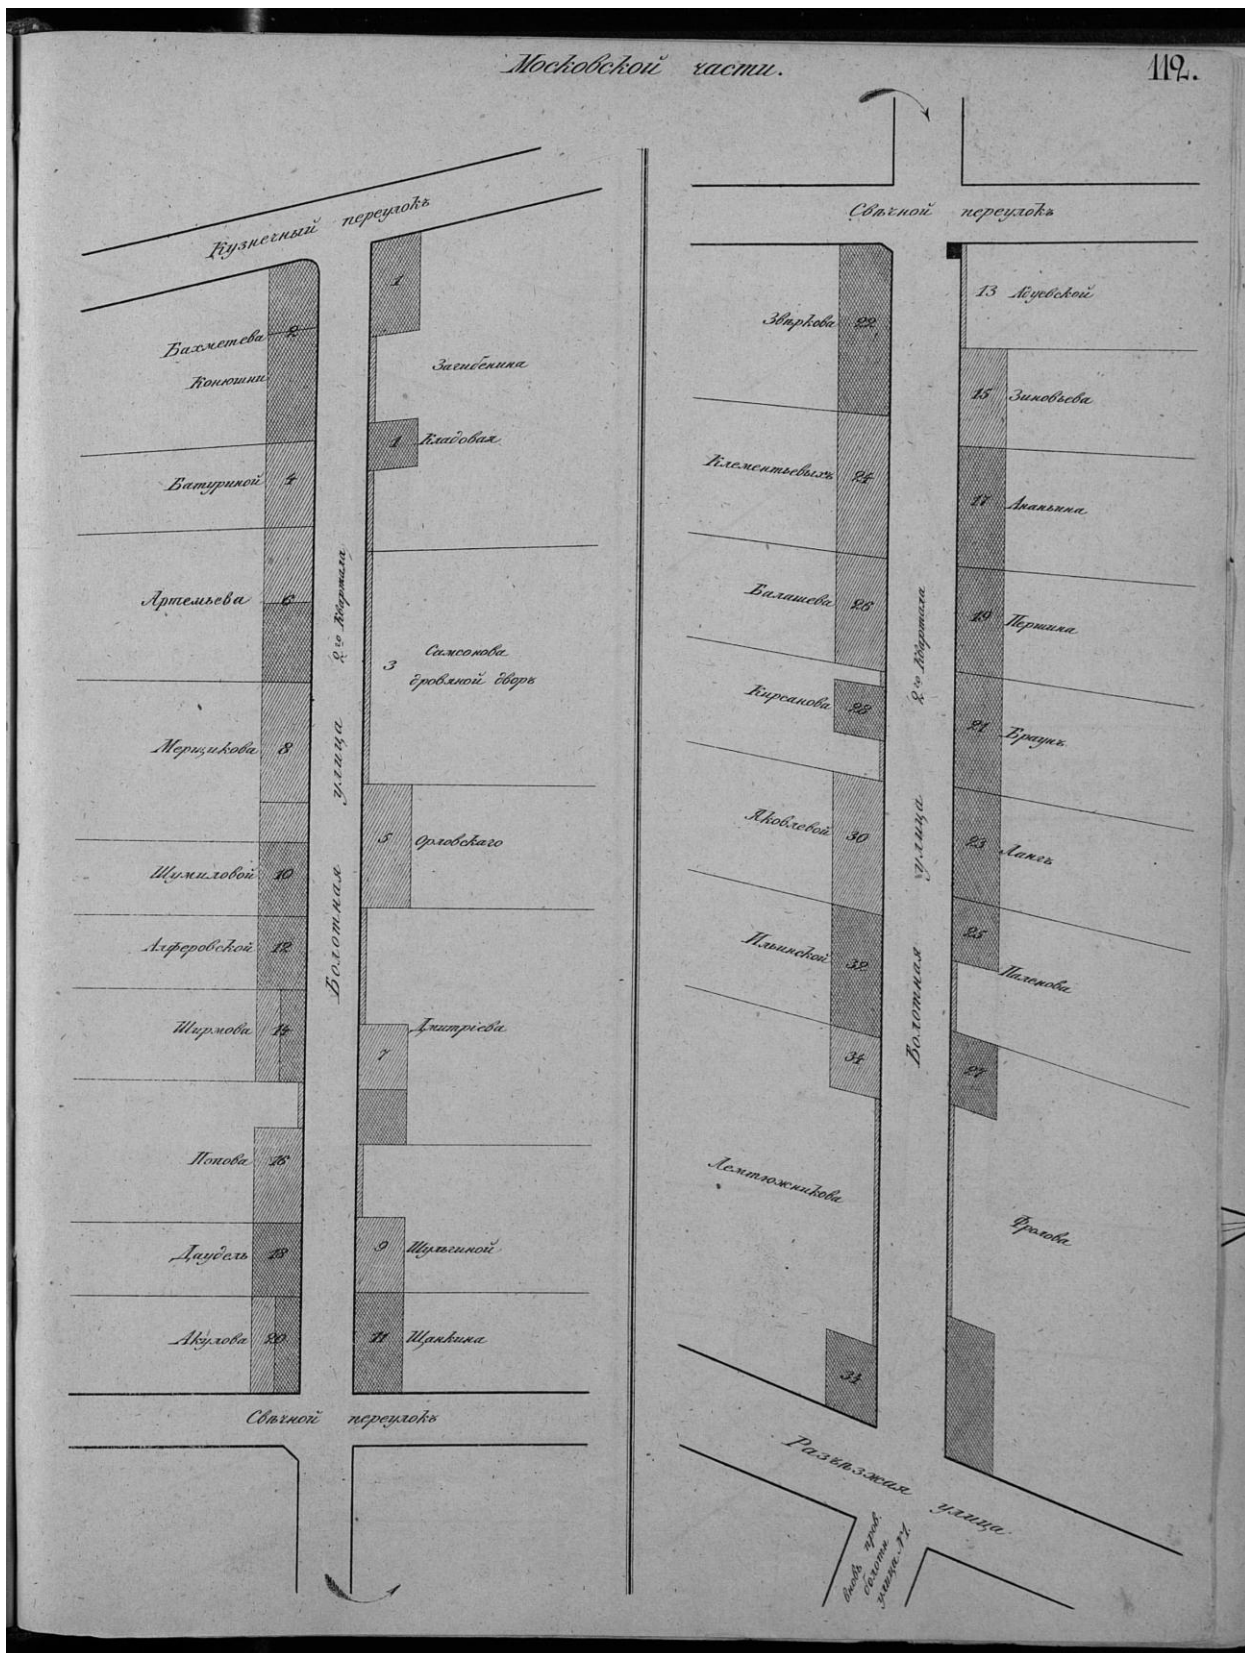 Московской части.
112.
Кузнечный переулокъ
Бахметева 2
Конюшни
Батуриной 4
Артемьева 6
Мерщикова 8
Шумиловой 10
Алферовской 12
Ширмова 14
Попова 16
Даудель 18
Акулова 20
Болотная улица 2го Квартала
1
Загибенина
1 Кладовая
3 Самсонова
дровяной дворъ
5 Орловскаго
Дмитріева
7
9 Шульгиной
11 Щанкина
Свѣчной переулокъ
Свѣчной переулокъ
Звѣркова 22
Клементьевыхъ 24
Балашева 26
Кирсанова 28
Яковлевой 30
Ильинской 32
34
34
Болотная улица 2го Квартала
13
15 Зиновьева
17 Ананьина
19 Першина
21 Браунъ
23 Лангъ
25
Паленова
27
Фролова
Разъѣзжая улица
вновь пров.
болотн.
улица №1.